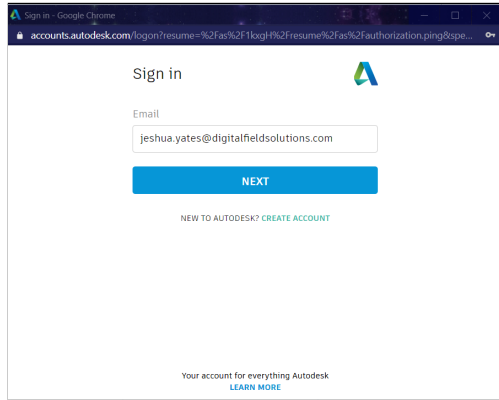 Sign in - Google Chrome
accounts.autodesk.com/logon?resume=%2Fas%2F1kxgH%2Fresume%2Fas%2Fauthorization.ping&spe...
Sign in
Email
jeshua.yates@digitalfieldsolutions.com
NEXT
NEW TO AUTODESK? CREATE ACCOUNT
Your account for everything Autodesk
LEARN MORE